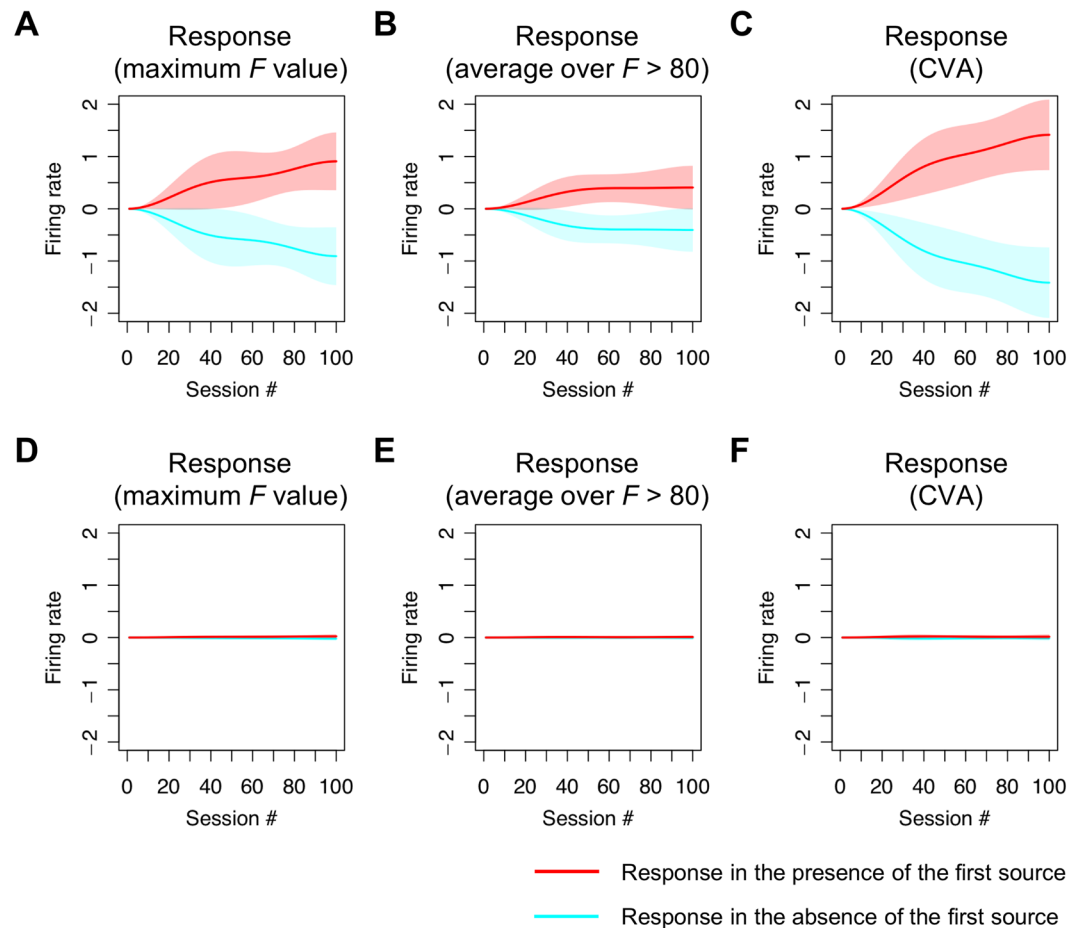 A
Response
(maximum F value)
Firing rate
2
1
0
−1
−2
0 20 40 60 80 100
Session #
B
Response
(average over F > 80)
Firing rate
2
1
0
−1
−2
0 20 40 60 80 100
Session #
C
Response
(CVA)
Firing rate
2
1
0
−1
−2
0 20 40 60 80 100
Session #
D
Response
(maximum F value)
Firing rate
2
1
0
−1
−2
0 20 40 60 80 100
Session #
E
Response
(average over F > 80)
Firing rate
2
1
0
−1
−2
0 20 40 60 80 100
Session #
F
Response
(CVA)
Firing rate
2
1
0
−1
−2
0 20 40 60 80 100
Session #
Response in the presence of the first source
Response in the absence of the first source